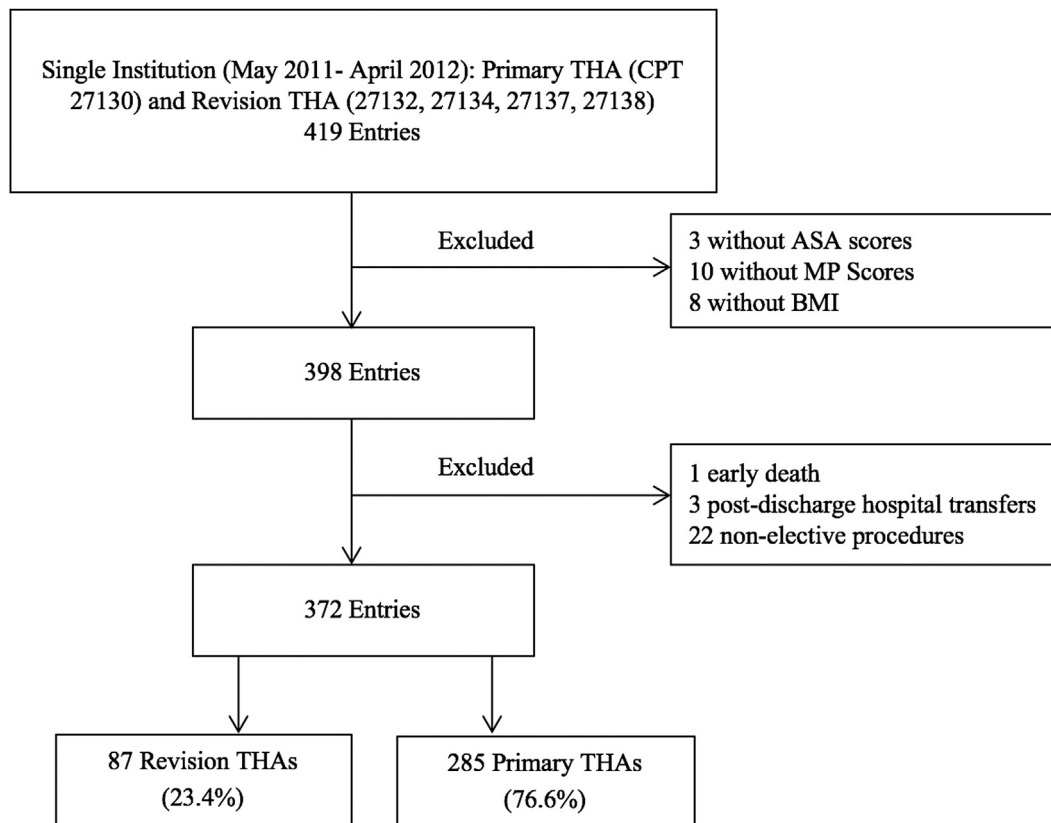 Single Institution (May 2011- April 2012): Primary THA (CPT
27130) and Revision THA (27132, 27134, 27137, 27138)
419 Entries
Excluded
3 without ASA scores
10 without MP Scores
8 without BMI
398 Entries
Excluded
1 early death
3 post-discharge hospital transfers
22 non-elective procedures
372 Entries
87 Revision THAs
(23.4%)
285 Primary THAs
(76.6%)